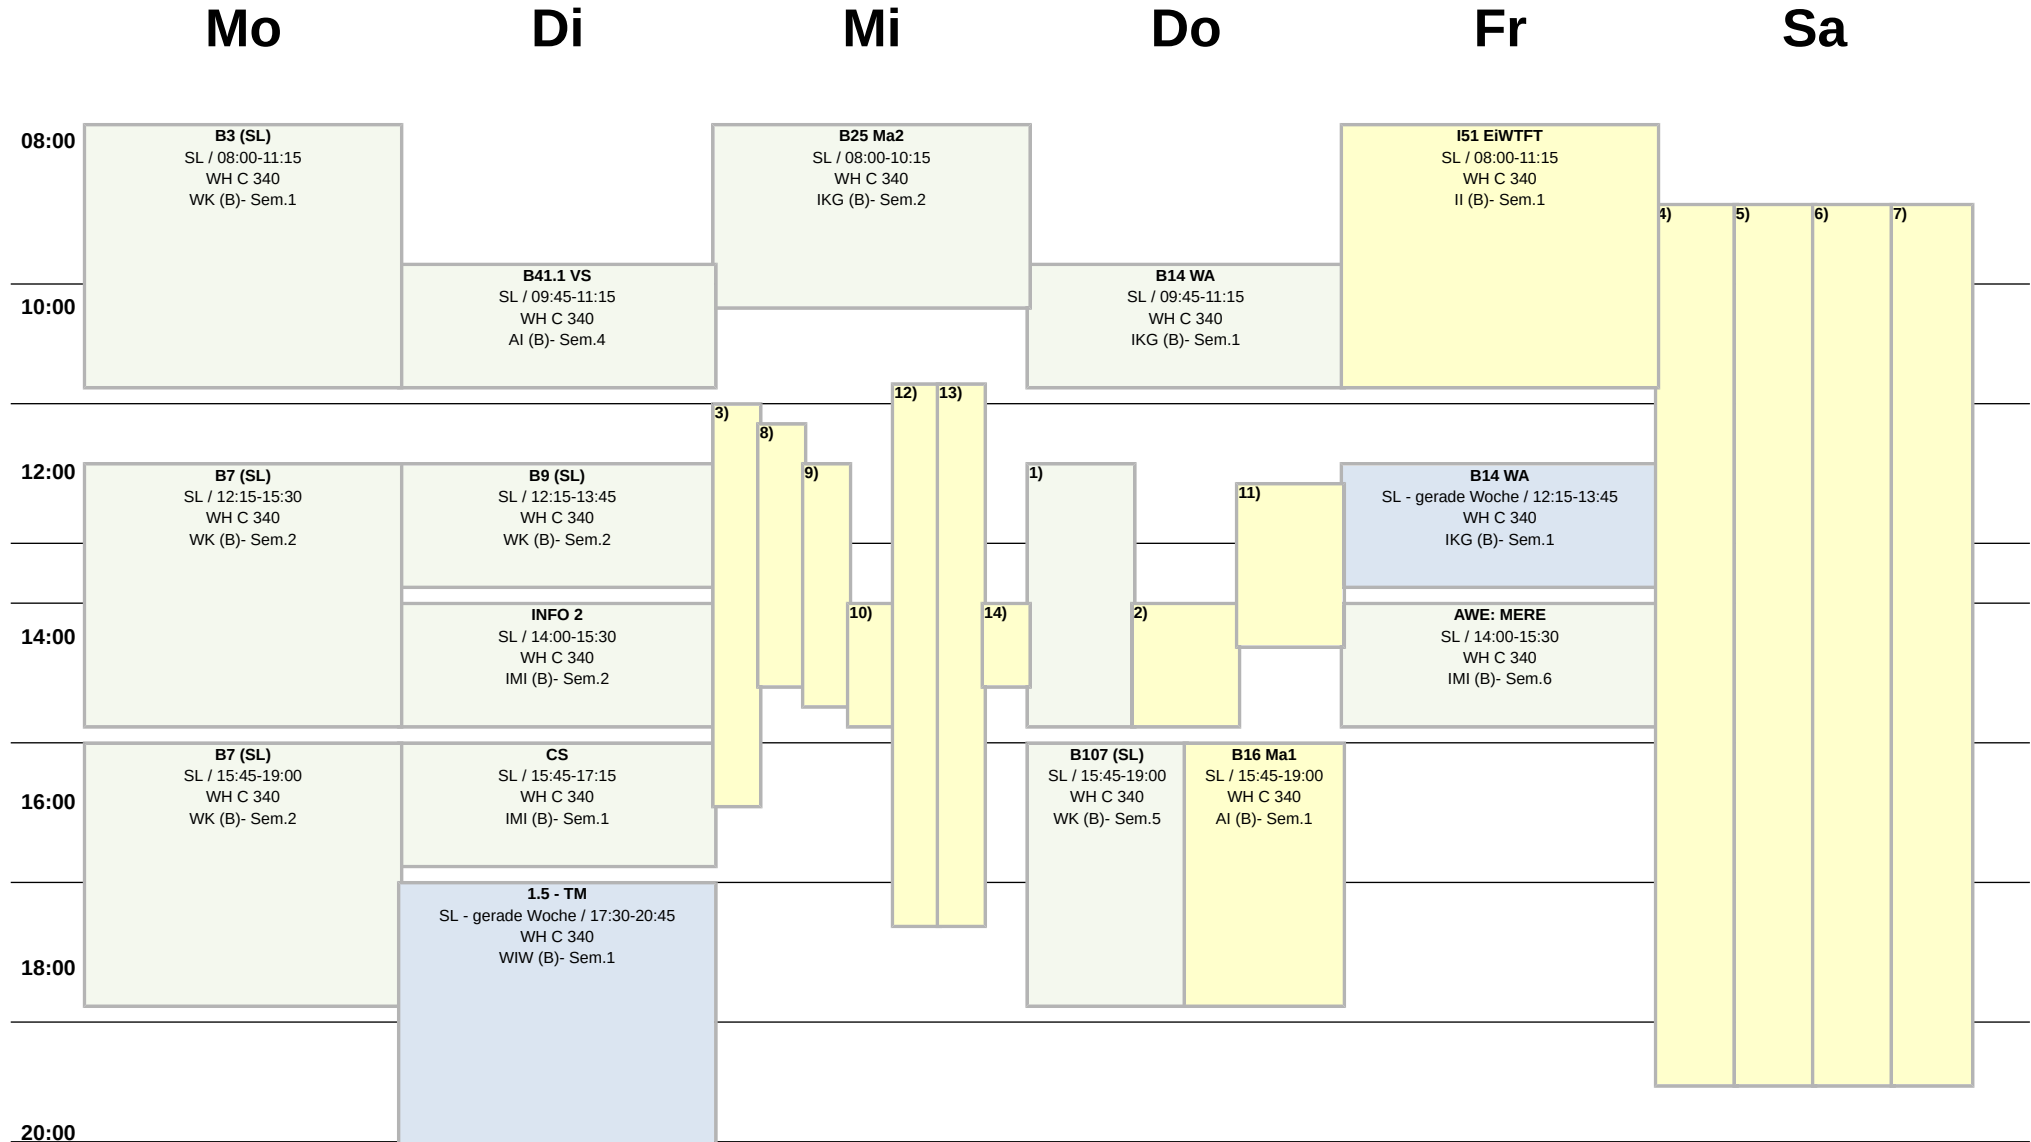 Mo
Di
Mi
Do
Fr
Sa
08:00
10:00
12:00
14:00
16:00
18:00
20:00
B3 (SL)
SL / 08:00-11:15
WH C 340
WK (B)- Sem.1
B7 (SL)
SL / 12:15-15:30
WH C 340
WK (B)- Sem.2
B7 (SL)
SL / 15:45-19:00
WH C 340
WK (B)- Sem.2
B41.1 VS
SL / 09:45-11:15
WH C 340
AI (B)- Sem.4
B9 (SL)
SL / 12:15-13:45
WH C 340
WK (B)- Sem.2
INFO 2
SL / 14:00-15:30
WH C 340
IMI (B)- Sem.2
CS
SL / 15:45-17:15
WH C 340
IMI (B)- Sem.1
1.5 - TM
SL - gerade Woche / 17:30-20:45
WH C 340
WIW (B)- Sem.1
B25 Ma2
SL / 08:00-10:15
WH C 340
IKG (B)- Sem.2
3)
8)
9)
10)
12)
13)
14)
B14 WA
SL / 09:45-11:15
WH C 340
IKG (B)- Sem.1
1)
2)
11)
B107 (SL)
SL / 15:45-19:00
WH C 340
WK (B)- Sem.5
B16 Ma1
SL / 15:45-19:00
WH C 340
AI (B)- Sem.1
I51 EiWTFT
SL / 08:00-11:15
WH C 340
II (B)- Sem.1
B14 WA
SL - gerade Woche / 12:15-13:45
WH C 340
IKG (B)- Sem.1
AWE: MERE
SL / 14:00-15:30
WH C 340
IMI (B)- Sem.6
4)
5)
6)
7)